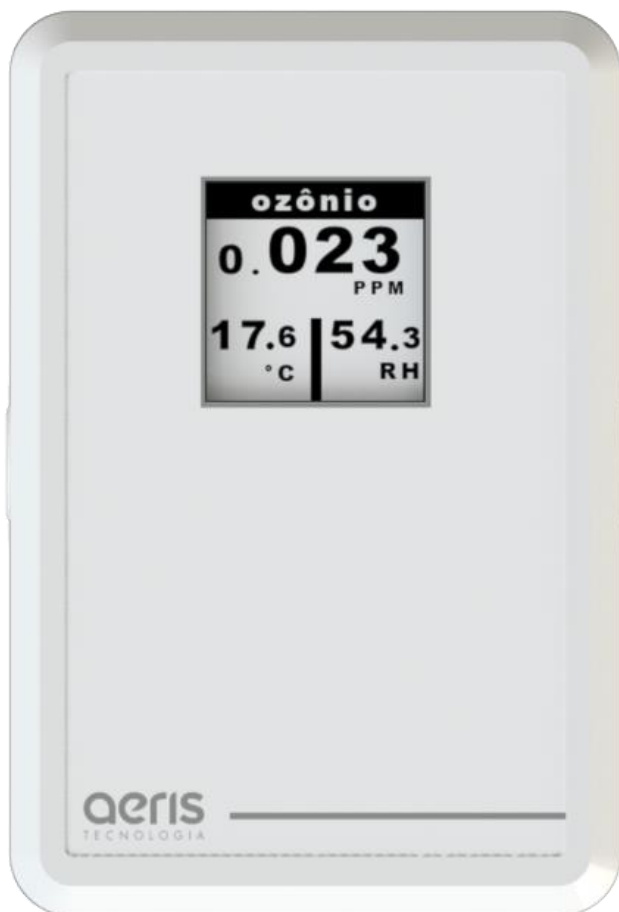 ozônio
0.023
PPM
17.6 54.3
°C RH
aeris
TECNOLOGIA